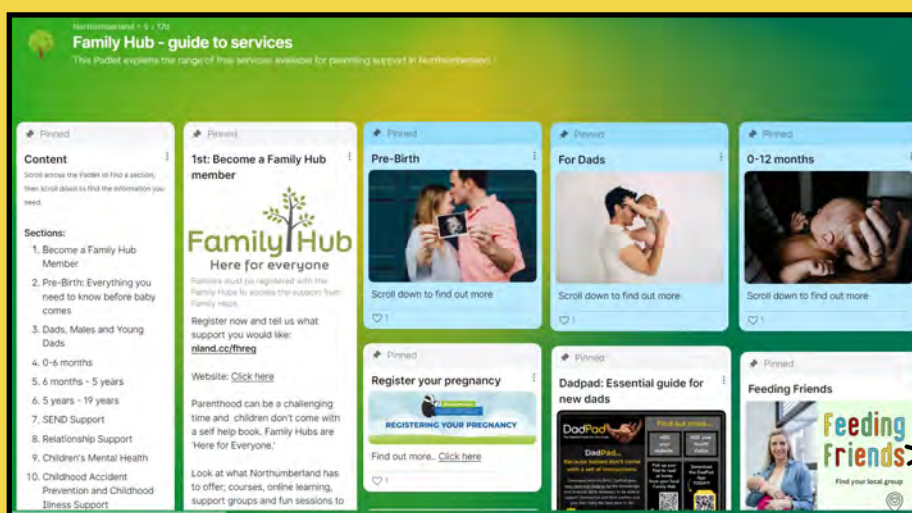 Northumberland • 5 • 17d
Family Hub - guide to services
This Padlet explains the range of free services available for parenting support in Northumberland.
Pinned
Content
Scroll across the Padlet to find a section,
then scroll down to find the information you
need.
Sections:
1. Become a Family Hub
Member
2. Pre-Birth: Everything you
need to know before baby
comes
3. Dads, Males and Young
Dads
4. 0-6 months
5. 6 months - 5 years
6. 5 years - 19 years
7. SEND Support
8. Relationship Support
9. Children's Mental Health
10. Childhood Accident
Prevention and Childhood
Illness Support
Pinned
1st: Become a Family Hub
member
Family Hub
Here for everyone
Families must be registered with the
Family Hubs to access the support from
Family Hubs.
Register now and tell us what
support you would like:
nland.cc/fhreg
Website: Click here
Parenthood can be a challenging
time and children don't come with
a self help book. Family Hubs are
'Here for Everyone.'
Look at what Northumberland has
to offer; courses, online learning,
support groups and fun sessions to
Pinned
Pre-Birth
Scroll down to find out more
1
Pinned
Register your pregnancy
REGISTERING YOUR PREGNANCY
Find out more.. Click here
1
Pinned
For Dads
Scroll down to find out more
1
Pinned
Dadpad: Essential guide for
new dads
DadPad
Find out more...
DadPad...
Because babies don't come
with a set of instructions.
Pinned
0-12 months
Scroll down to find out more
1
Pinned
Feeding Friends
Feeding
Friends
Find your local group